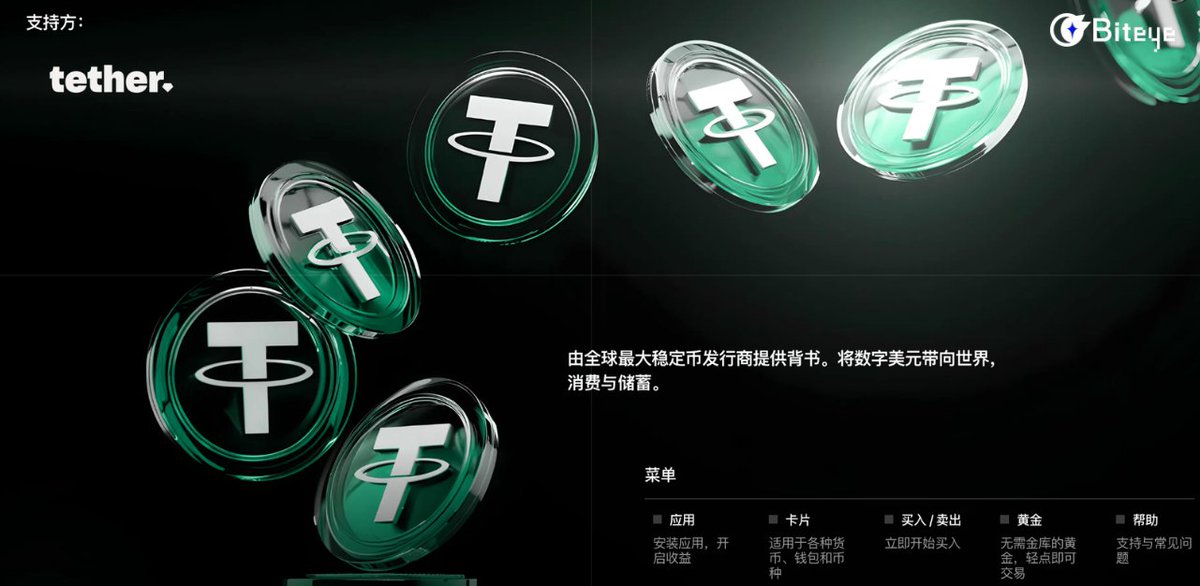 支持方:
Biteye
tether.
由全球最大稳定币发行商提供背书。将数字美元带向世界，
消费与储蓄。
菜单
应用
安装应用，开
启收益
卡片
适用于各种货
币、钱包和币
种
买入 / 卖出
立即开始买入
黄金
无需金库的黄
金，轻点即可
交易
帮助
支持与常见问
题